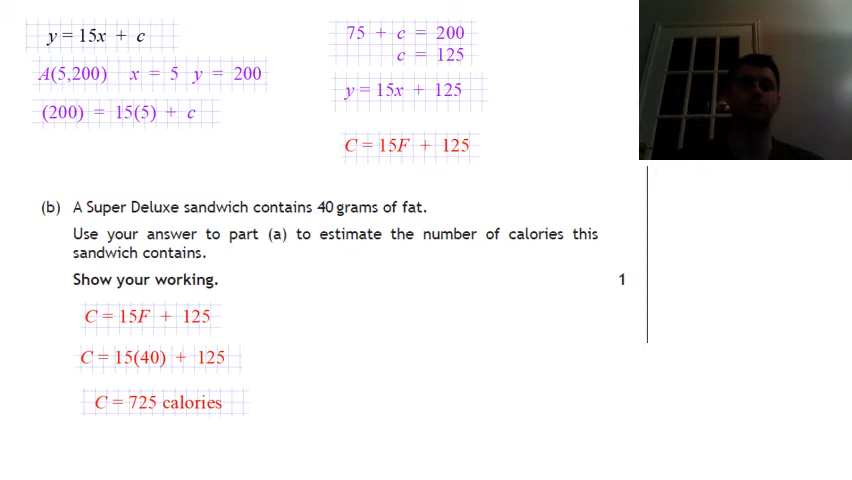 y = 15x + c
A(5,200) x = 5 y = 200
(200) = 15(5) + c
75 + c = 200
c = 125
y = 15x + 125
C = 15F + 125
(b) A Super Deluxe sandwich contains 40 grams of fat.
Use your answer to part (a) to estimate the number of calories this
sandwich contains.
Show your working. 1
C = 15F + 125
C = 15(40) + 125
C = 725 calories